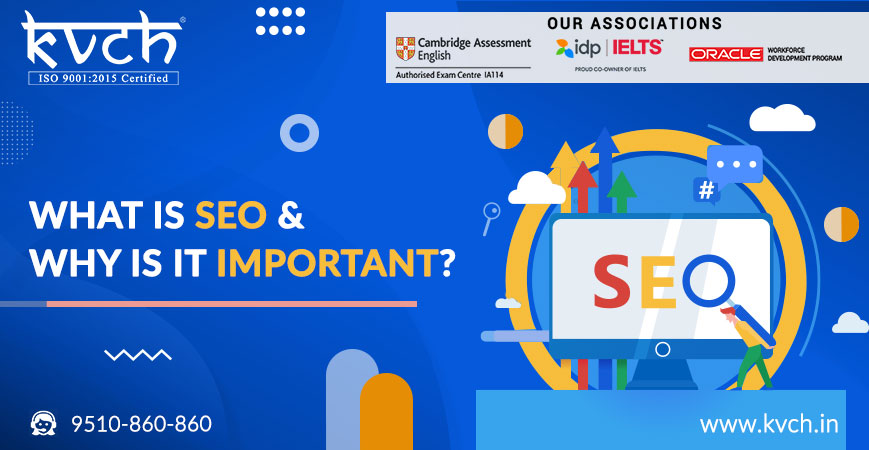 kvch®
ISO 9001:2015 Certified
OUR ASSOCIATIONS
Cambridge Assessment
English
Authorised Exam Centre IA114
idp IELTS™
PROUD CO-OWNER OF IELTS
ORACLE
WORKFORCE
DEVELOPMENT PROGRAM
WHAT IS SEO &
WHY IS IT IMPORTANT?
#
SEO
9510-860-860
www.kvch.in